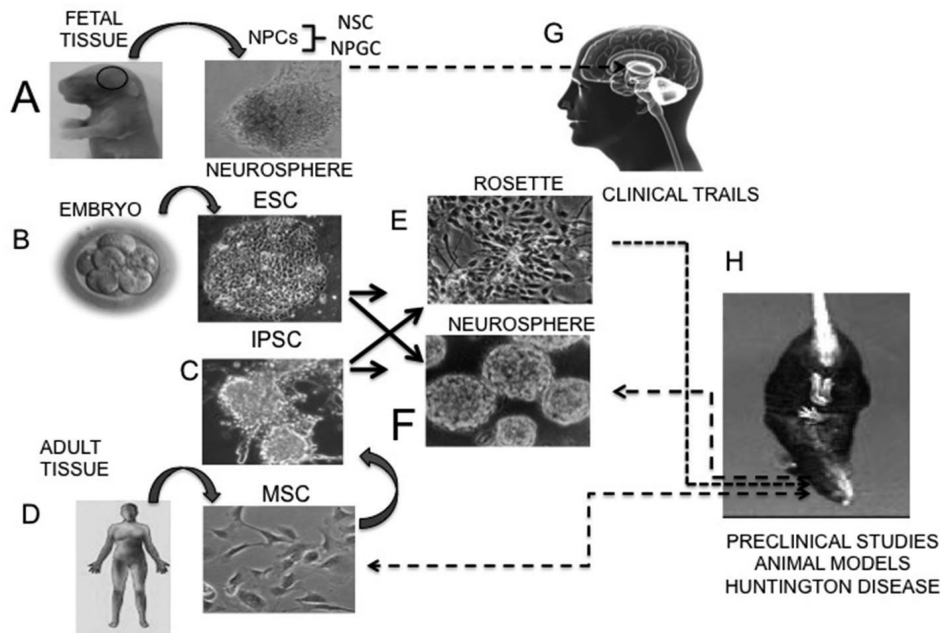 FETAL
TISSUE
NPCs
NSC
NPGC
G
A
NEUROSPHERE
CLINICAL TRAILS
EMBRYO
ESC
B
ROSETTE
E
H
IPSC
NEUROSPHERE
C
F
ADULT
TISSUE
MSC
D
PRECLINICAL STUDIES
ANIMAL MODELS
HUNTINGTON DISEASE